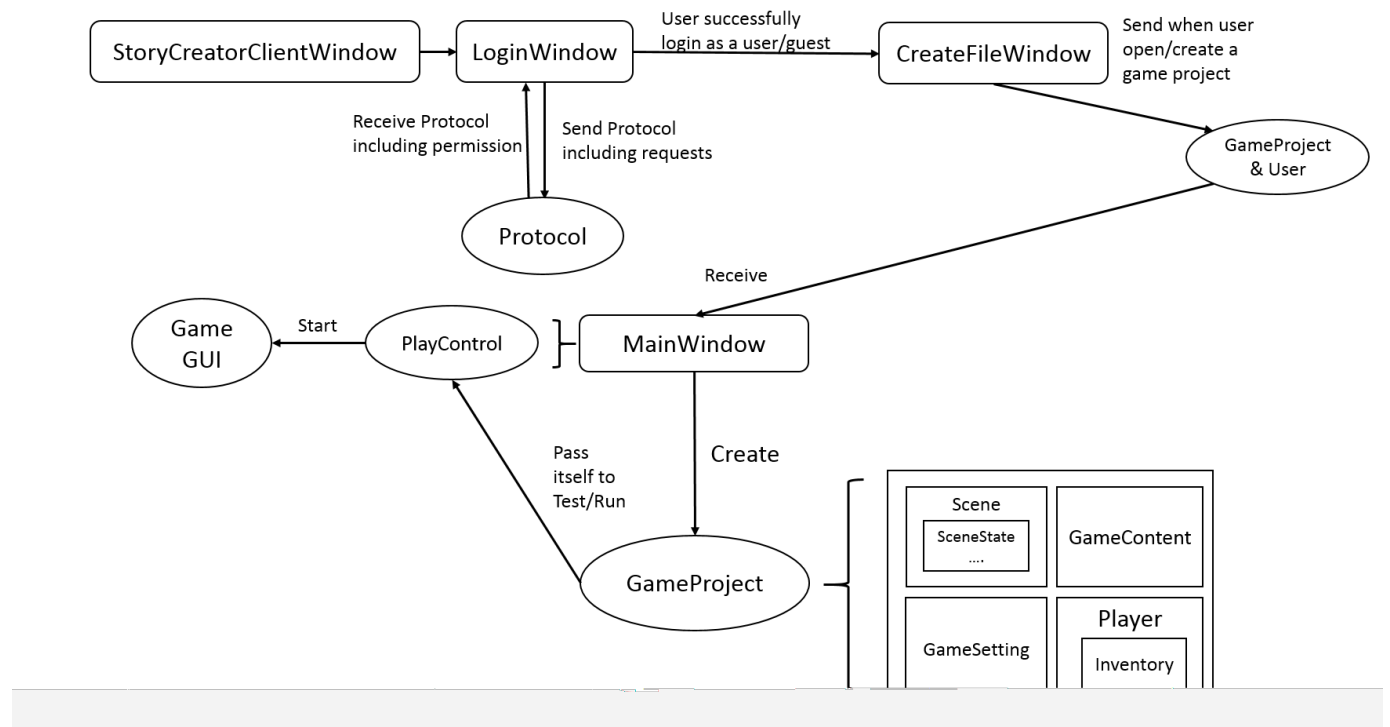 StoryCreatorClientWindow
LoginWindow
User successfully
login as a user/guest
CreateFileWindow
Send when user
open/create a
game project
Receive Protocol
including permission
Send Protocol
including requests
GameProject
& User
Protocol
Receive
Game
GUI
Start
PlayControl
MainWindow
Pass
itself to
Test/Run
Create
GameProject
Scene
SceneState
....
GameContent
GameSetting
Player
Inventory